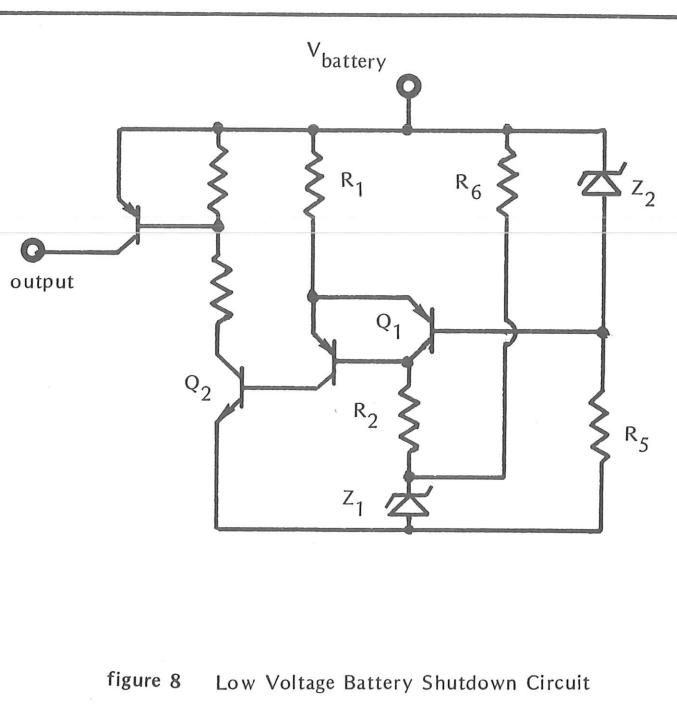 V battery
R1
R6
Z2
output
Q1
Q2
R2
R5
Z1
figure 8 Low Voltage Battery Shutdown Circuit